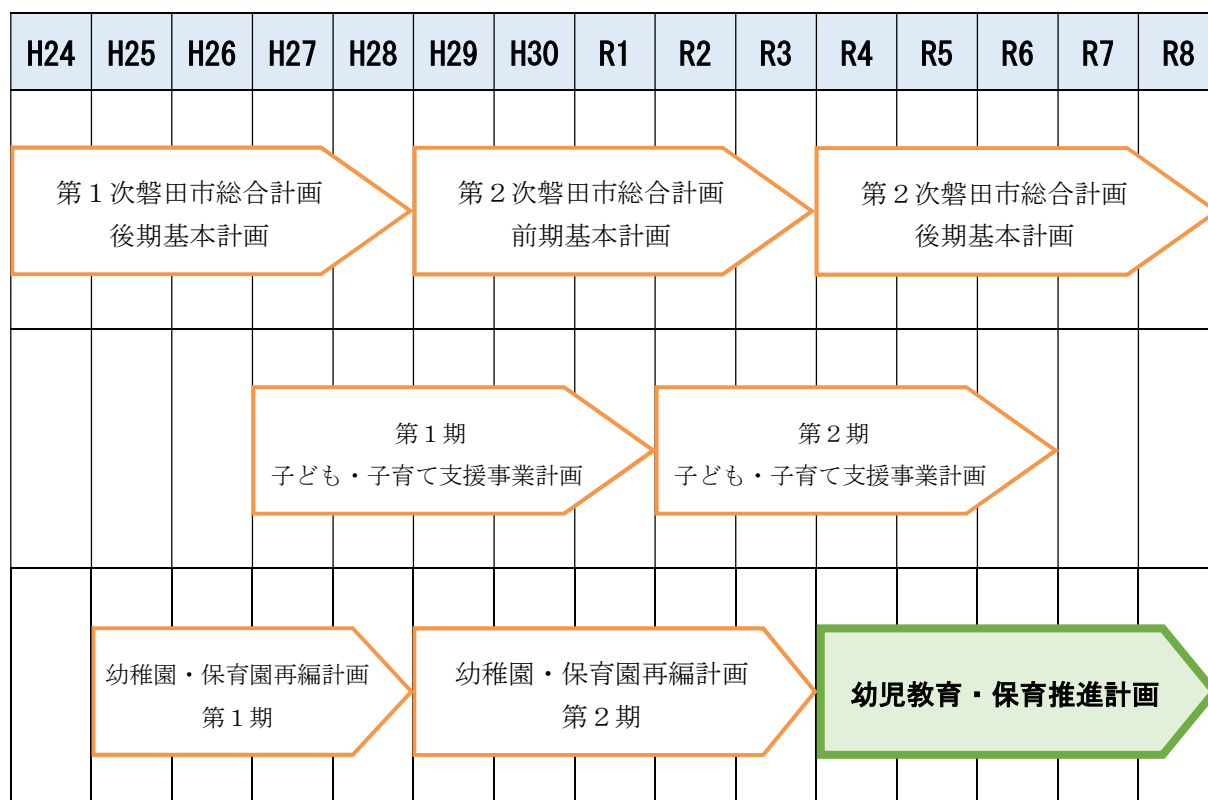 H24 H25 H26 H27 H28 H29 H30 R1 R2 R3 R4 R5 R6 R7 R8
第１次磐田市総合計画
後期基本計画
第２次磐田市総合計画
前期基本計画
第２次磐田市総合計画
後期基本計画
第１期
子ども・子育て支援事業計画
第２期
子ども・子育て支援事業計画
幼稚園・保育園再編計画
第１期
幼稚園・保育園再編計画
第２期
幼児教育・保育推進計画